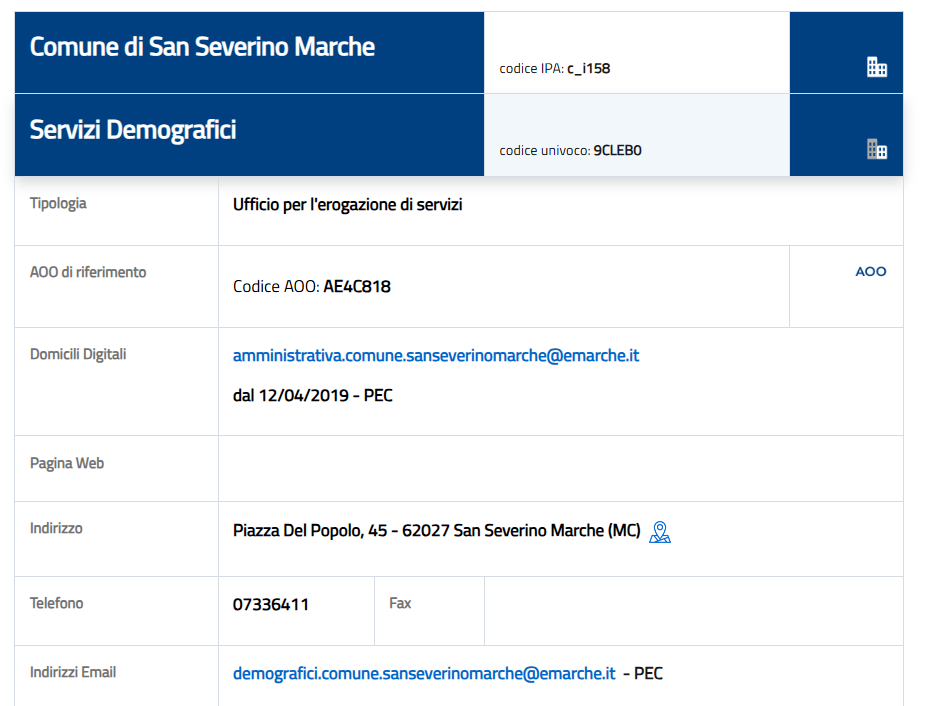 Comune di San Severino Marche
codice IPA: c_i158
Servizi Demografici
codice univoco: 9CLEB0
Tipologia
Ufficio per l'erogazione di servizi
AOO di riferimento
Codice AOO: AE4C818
AOO
Domicili Digitali
amministrativa.comune.sanseverinomarche@emarche.it
dal 12/04/2019 - PEC
Pagina Web
Indirizzo
Piazza Del Popolo, 45 - 62027 San Severino Marche (MC)
Telefono
07336411
Fax
Indirizzi Email
demografici.comune.sanseverinomarche@emarche.it - PEC